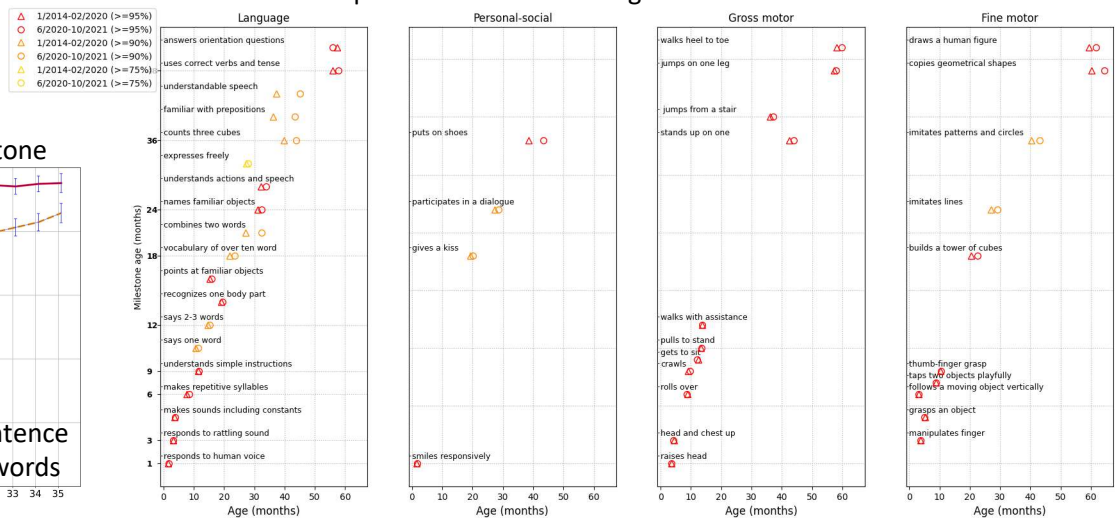 1/2014-02/2020 (>=95%)
6/2020-10/2021 (>=95%)
1/2014-02/2020 (>=90%)
6/2020-10/2021 (>=90%)
1/2014-02/2020 (>=75%)
6/2020-10/2021 (>=75%)
tone
tence
words
33 34 35
Language
Milestone age (months)
answers orientation questions
uses correct verbs and tense
understandable speech
familiar with prepositions
counts three cubes
36
expresses freely
understands actions and speech
names familiar objects
24
combines two words
vocabulary of over ten word
18
points at familiar objects
recognizes one body part
says 2-3 words
12
says one word
understands simple instructions
9
makes repetitive syllables
6
makes sounds including constants
responds to rattling sound
3
responds to human voice
1
0 10 20 30 40 50 60
Age (months)
Personal-social
puts on shoes
participates in a dialogue
gives a kiss
smiles responsively
0 10 20 30 40 50 60
Age (months)
Gross motor
walks heel to toe
jumps on one leg
jumps from a stair
stands up on one
walks with assistance
pulls to stand
gets to sit
crawls
rolls over
head and chest up
raises head
0 10 20 30 40 50 60
Age (months)
Fine motor
draws a human figure
copies geometrical shapes
imitates patterns and circles
imitates lines
builds a tower of cubes
thumb-finger grasp
taps two objects playfully
follows a moving object vertically
grasps an object
manipulates finger
0 10 20 30 40 50 60
Age (months)